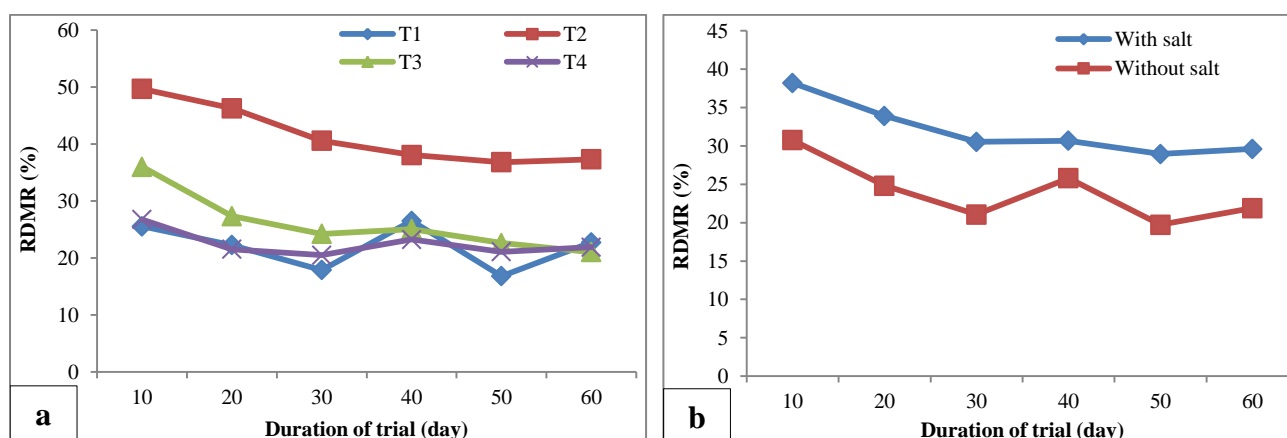 60
50
40
30
20
10
0
RDMR (%)
T1 T2
T3 T4
10 20 30 40 50 60
Duration of trial (day)
a
45
40
35
30
25
20
15
10
5
0
RDMR (%)
With salt
Without salt
10 20 30 40 50 60
Duration of trial (day)
b